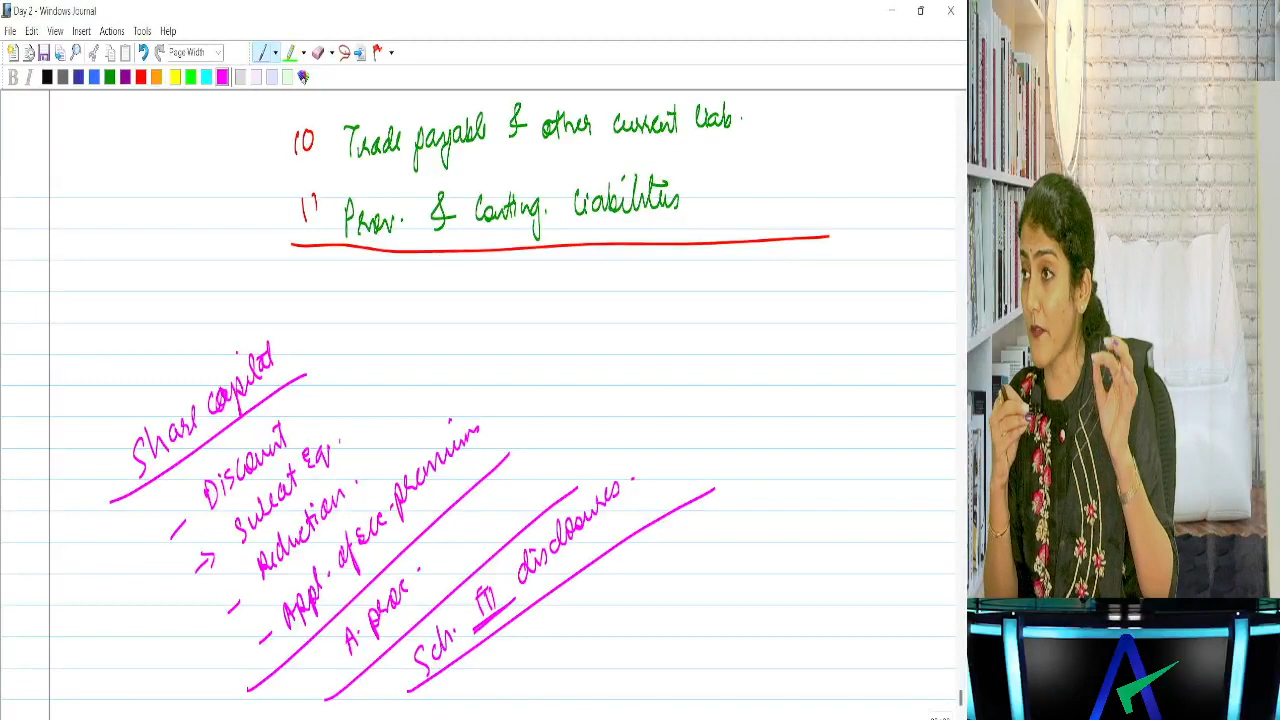 Day 2 - Windows Journal
File Edit View Insert Actions Tools Help
Page Width
B I
10 Trade payable & other current liab.
11 Prov. & Conting. liabilities
Share capital
- Discount
→ Sweat Eq.
- Reduction.
- Appl. of sec. premium
A. proc.
Sch. III disclosures.